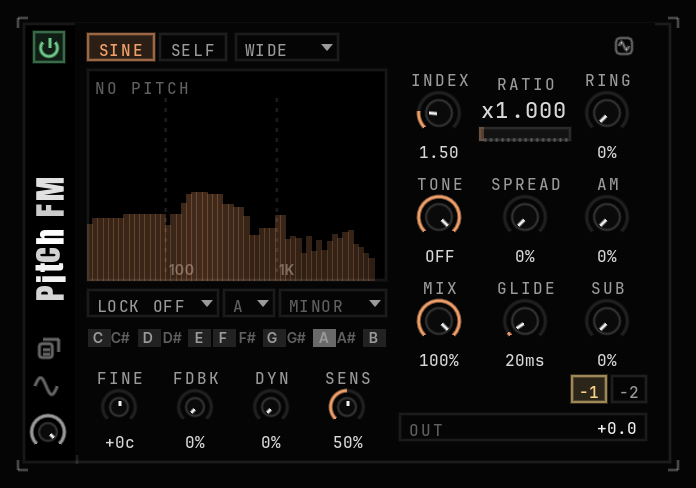 SINE SELF WIDE
NO PITCH
100 1K
LOCK OFF A MINOR
C C# D D# E F F# G G# A A# B
FINE FDBK DYN SENS
+0c 0% 0% 50%
Pitch FM
INDEX RATIO RING
x1.000
1.50 0%
TONE SPREAD AM
OFF 0% 0%
MIX GLIDE SUB
100% 20ms 0%
-1 -2
OUT +0.0